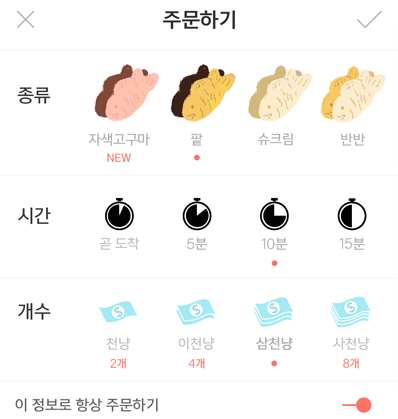 주문하기
종류
자색고구마 팥 슈크림 반반
NEW
시간
곧 도착 5분 10분 15분
개수
천냥 이천냥 삼천냥 사천냥
2개 4개 8개
이 정보로 항상 주문하기